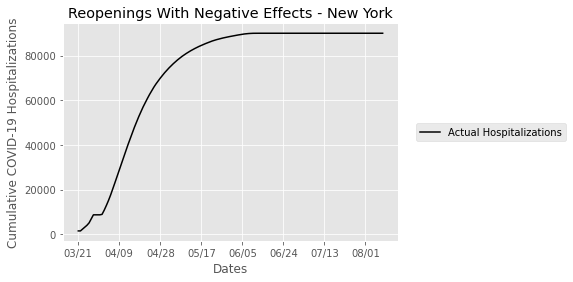 Reopenings With Negative Effects - New York
Cumulative COVID-19 Hospitalizations
80000
60000
40000
20000
0
03/21 04/09 04/28 05/17 06/05 06/24 07/13 08/01
Dates
Actual Hospitalizations